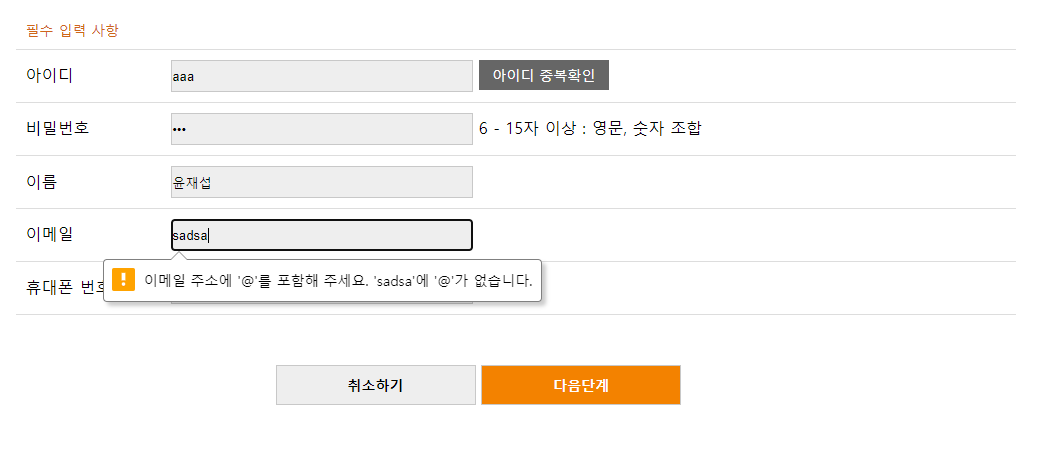 필수 입력 사항
아이디 aaa 아이디 중복확인
비밀번호 ••• 6 - 15자 이상 : 영문, 숫자 조합
이름 윤재섭
이메일 sadsa
이메일 주소에 '@'를 포함해 주세요. 'sadsa'에 '@'가 없습니다.
휴대폰
취소하기 다음단계